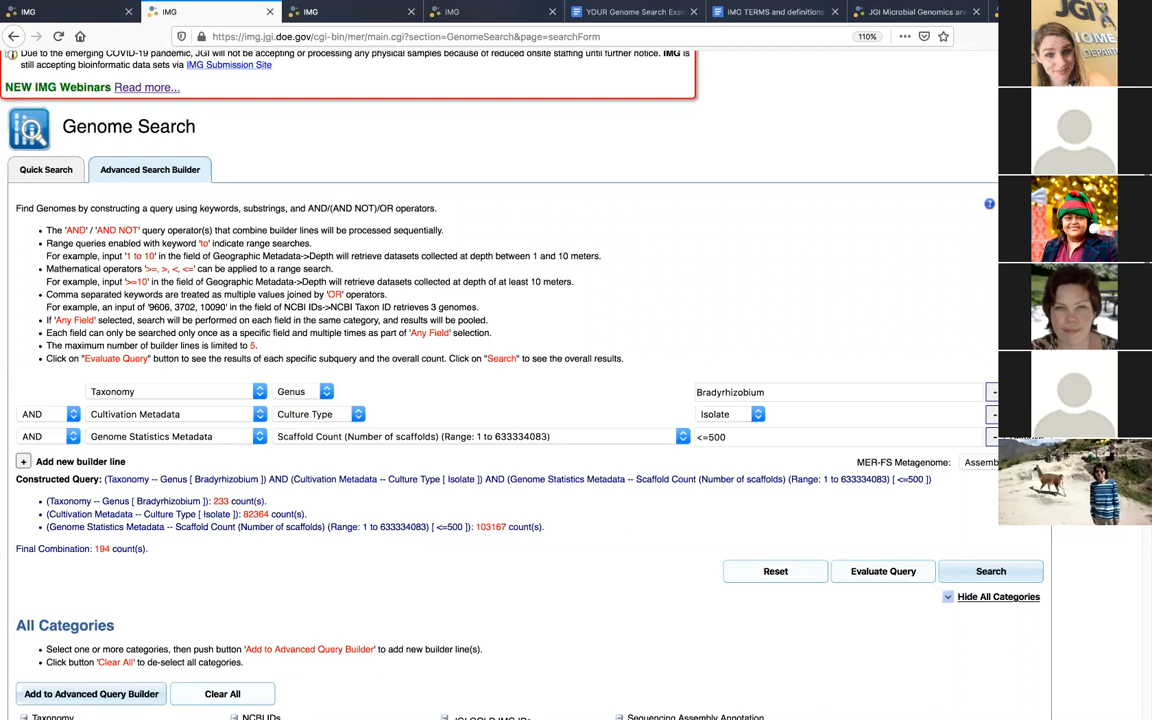 IMG × IMG × IMG × IMG × YOUR Genome Search Exa × IMG TERMS and definitions × JGI Microbial Genomics an ×
https://img.jgi.doe.gov/cgi-bin/mer/main.cgi?section=GenomeSearch&page=searchForm 110%
Due to the emerging COVID-19 pandemic, JGI will not be accepting or processing any physical samples because of reduced onsite staffing until further notice. IMG is
still accepting bioinformatic data sets via IMG Submission Site
NEW IMG Webinars Read more...
Genome Search
Quick Search Advanced Search Builder
Find Genomes by constructing a query using keywords, substrings, and AND/(AND NOT)/OR operators.
• The 'AND' / 'AND NOT' query operator(s) that combine builder lines will be processed sequentially.
• Range queries enabled with keyword 'to' indicate range searches.
For example, input '1 to 10' in the field of Geographic Metadata->Depth will retrieve datasets collected at depth between 1 and 10 meters.
• Mathematical operators '>=, >, <, <=' can be applied to a range search.
For example, input '>=10' in the field of Geographic Metadata->Depth will retrieve datasets collected at depth of at least 10 meters.
• Comma separated keywords are treated as multiple values joined by 'OR' operators.
For example, an input of '9606, 3702, 10090' in the field of NCBI IDs->NCBI Taxon ID retrieves 3 genomes.
• If 'Any Field' selected, search will be performed on each field in the same category, and results will be pooled.
• Each field can only be searched only once as a specific field and multiple times as part of 'Any Field' selection.
• The maximum number of builder lines is limited to 5.
• Click on "Evaluate Query" button to see the results of each specific subquery and the overall count. Click on "Search" to see the overall results.
Taxonomy Genus Bradyrhizobium -
AND Cultivation Metadata Culture Type Isolate -
AND Genome Statistics Metadata Scaffold Count (Number of scaffolds) (Range: 1 to 633334083) <=500 -
+ Add new builder line MER-FS Metagenome: Assemb
Constructed Query: (Taxonomy -- Genus [ Bradyrhizobium ]) AND (Cultivation Metadata -- Culture Type [ Isolate ]) AND (Genome Statistics Metadata -- Scaffold Count (Number of scaffolds) (Range: 1 to 633334083) [ <=500 ])
• (Taxonomy -- Genus [ Bradyrhizobium ]): 233 count(s).
• (Cultivation Metadata -- Culture Type [ Isolate ]): 82364 count(s).
• (Genome Statistics Metadata -- Scaffold Count (Number of scaffolds) (Range: 1 to 633334083) [ <=500 ]): 103167 count(s).
Final Combination: 194 count(s).
Reset Evaluate Query Search
Hide All Categories
All Categories
• Select one or more categories, then push button 'Add to Advanced Query Builder' to add new builder line(s).
• Click button 'Clear All' to de-select all categories.
Add to Advanced Query Builder Clear All
Taxonomy NCBI IDs JGI GOLD IMG IDs Sequencing Assembly Annotation